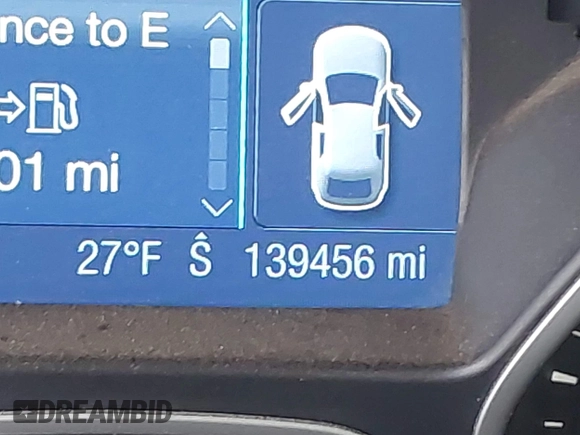 nce to E
01 mi
27°F Ŝ 139456 mi
DREAMBID